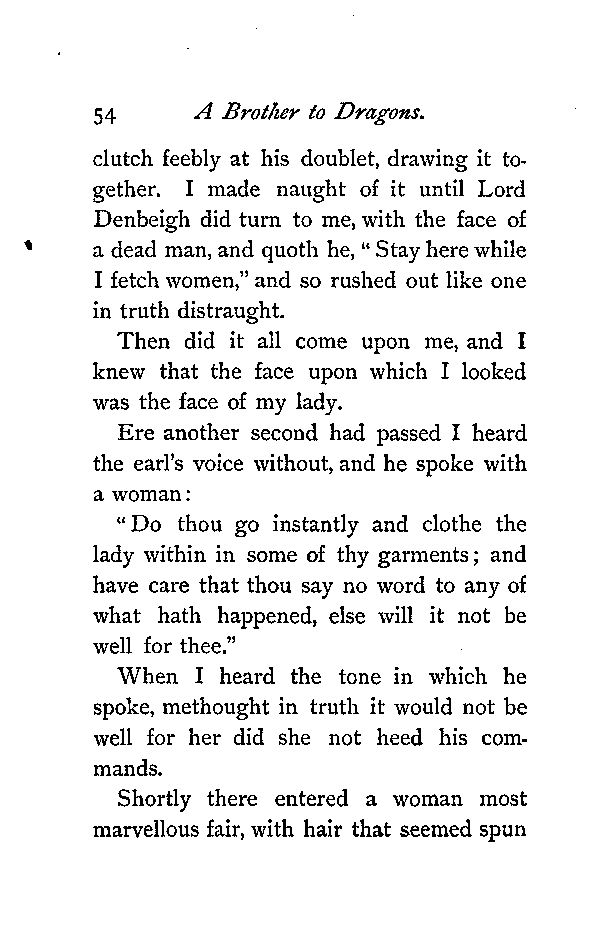 54 A Brother to Dragons.
clutch feebly at his doublet, drawing it to-
gether. I made naught of it until Lord
Denbeigh did turn to me, with the face of
a dead man, and quoth he, “ Stay here while
I fetch women,” and so rushed out like one
in truth distraught.
Then did it all come upon me, and I
knew that the face upon which I looked
was the face of my lady.
Ere another second had passed I heard
the earl’s voice without, and he spoke with
a woman:
“ Do thou go instantly and clothe the
lady within in some of thy garments; and
have care that thou say no word to any of
what hath happened, else will it not be
well for thee.”
When I heard the tone in which he
spoke, methought in truth it would not be
well for her did she not heed his com-
mands.
Shortly there entered a woman most
marvellous fair, with hair that seemed spun